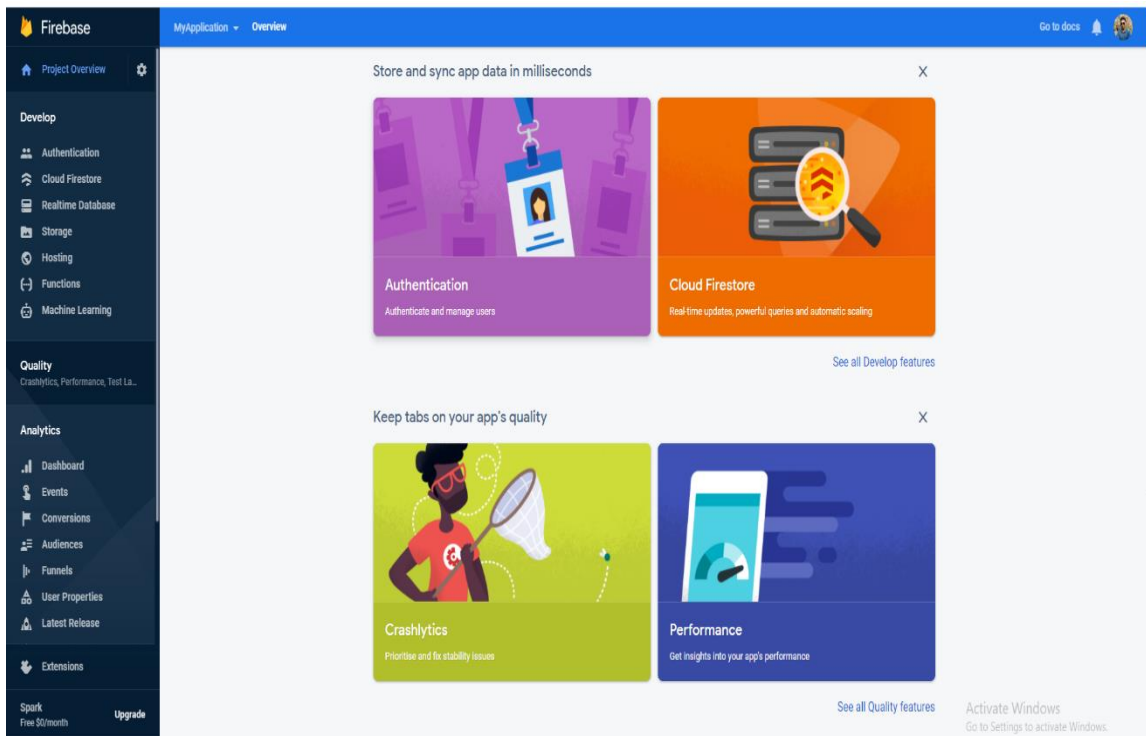 Firebase
MyApplication
Overview
Go to docs
Project Overview
Develop
Authentication
Cloud Firestore
Realtime Database
Storage
Hosting
Functions
Machine Learning
Quality
Crashlytics, Performance, Test La...
Analytics
Dashboard
Events
Conversions
Audiences
Funnels
User Properties
Latest Release
Extensions
Spark
Free $0/month
Upgrade
Store and sync app data in milliseconds
Authentication
Authenticate and manage users
Cloud Firestore
Real-time updates, powerful queries and automatic scaling
See all Develop features
Keep tabs on your app's quality
Crashlytics
Prioritise and fix stability issues
Performance
Get insights into your app's performance
See all Quality features
Activate Windows
Go to Settings to activate Windows.